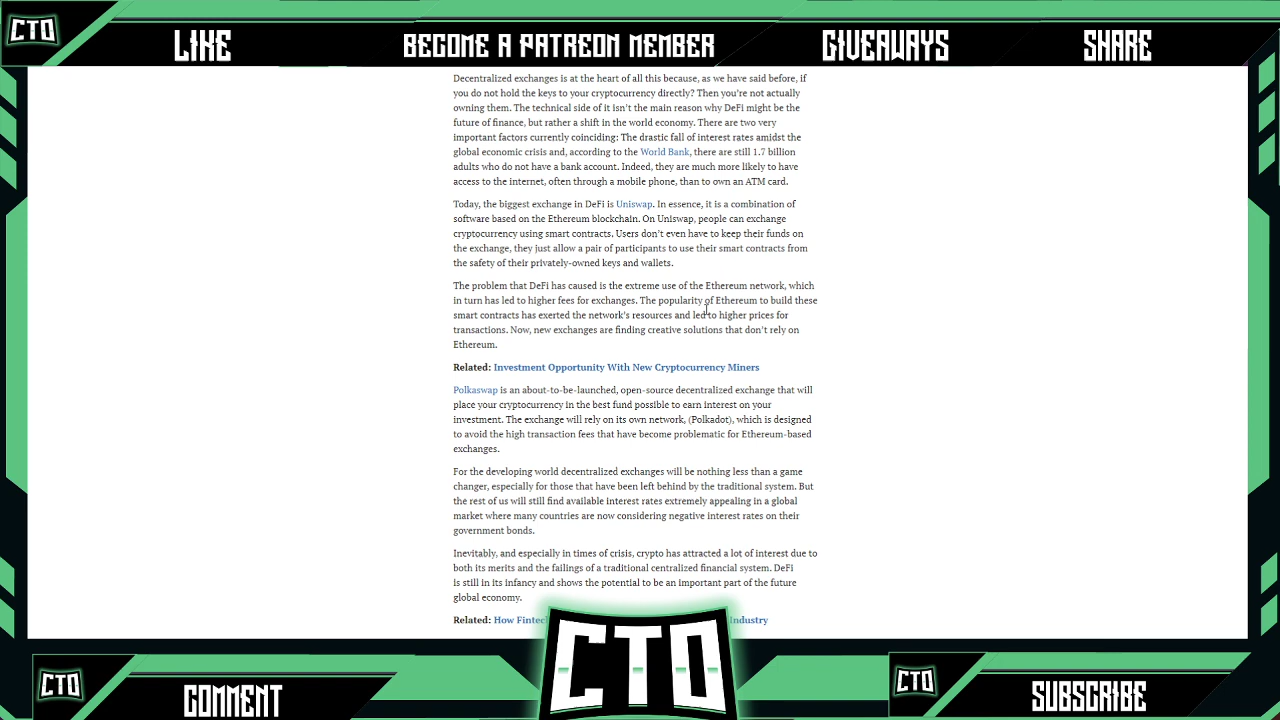 CTO
LIKE
BECOME A PATREON MEMBER
GIVEAWAYS
SHARE
Decentralized exchanges is at the heart of all this because, as we have said before, if
you do not hold the keys to your cryptocurrency directly? Then you're not actually
owning them. The technical side of it isn't the main reason why DeFi might be the
future of finance, but rather a shift in the world economy. There are two very
important factors currently coinciding: The drastic fall of interest rates amidst the
global economic crisis and, according to the World Bank, there are still 1.7 billion
adults who do not have a bank account. Indeed, they are much more likely to have
access to the internet, often through a mobile phone, than to own an ATM card.
Today, the biggest exchange in DeFi is Uniswap. In essence, it is a combination of
software based on the Ethereum blockchain. On Uniswap, people can exchange
cryptocurrency using smart contracts. Users don't even have to keep their funds on
the exchange, they just allow a pair of participants to use their smart contracts from
the safety of their privately-owned keys and wallets.
The problem that DeFi has caused is the extreme use of the Ethereum network, which
in turn has led to higher fees for exchanges. The popularity of Ethereum to build these
smart contracts has exerted the network's resources and led to higher prices for
transactions. Now, new exchanges are finding creative solutions that don't rely on
Ethereum.
Related: Investment Opportunity With New Cryptocurrency Miners
Polkaswap is an about-to-be-launched, open-source decentralized exchange that will
place your cryptocurrency in the best fund possible to earn interest on your
investment. The exchange will rely on its own network, (Polkadot), which is designed
to avoid the high transaction fees that have become problematic for Ethereum-based
exchanges.
For the developing world decentralized exchanges will be nothing less than a game
changer, especially for those that have been left behind by the traditional system. But
the rest of us will still find available interest rates extremely appealing in a global
market where many countries are now considering negative interest rates on their
government bonds.
Inevitably, and especially in times of crisis, crypto has attracted a lot of interest due to
both its merits and the failings of a traditional centralized financial system. DeFi
is still in its infancy and shows the potential to be an important part of the future
global economy.
Related: How Fintec Industry
CTO
CTO
COMMENT
CTO
SUBSCRIBE